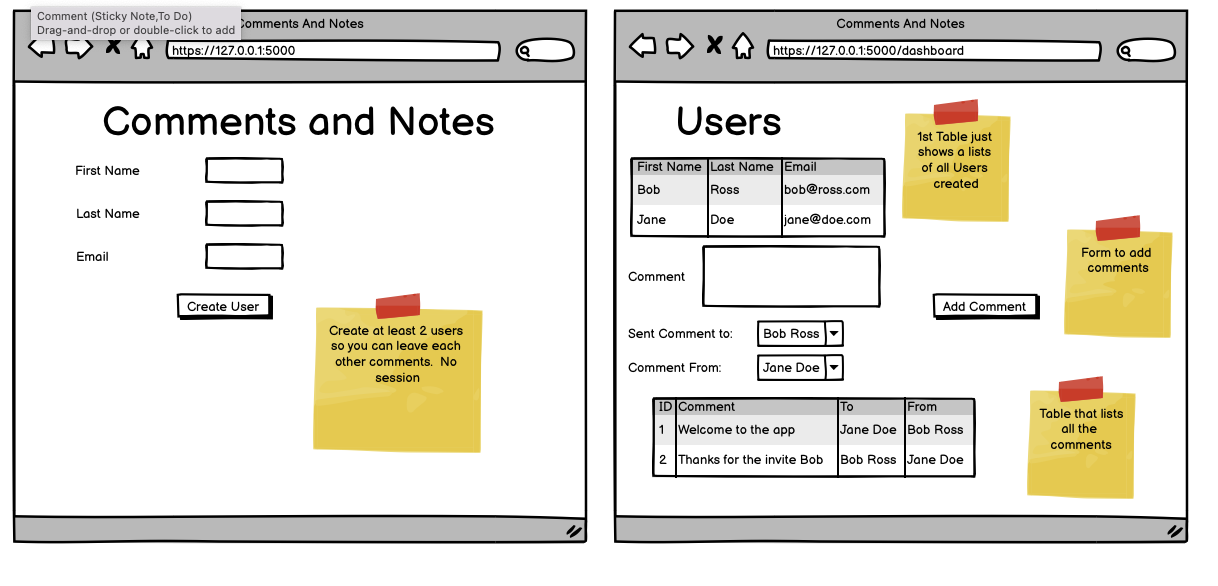 Comment (Sticky Note,To Do)
Drag-and-drop or double-click to add
Comments And Notes
https://127.0.0.1:5000
Comments and Notes
First Name
Last Name
Email
Create User
Create at least 2 users
so you can leave each
other comments. No
session
Comments And Notes
https://127.0.0.1:5000/dashboard
Users
First Name Last Name Email
Bob Ross bob@ross.com
Jane Doe jane@doe.com
1st Table just
shows a lists
of all Users
created
Comment
Form to add
comments
Add Comment
Sent Comment to: Bob Ross
Comment From: Jane Doe
ID Comment To From
1 Welcome to the app Jane Doe Bob Ross
2 Thanks for the invite Bob Bob Ross Jane Doe
Table that lists
all the
comments